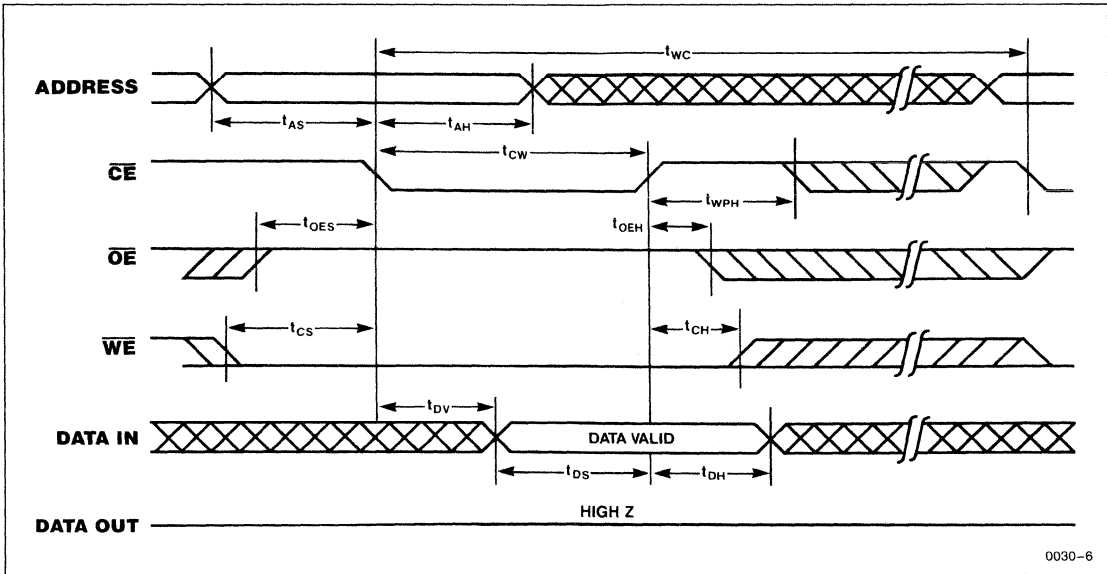 tWC
ADDRESS
tAS
tAH
tCW
CE
tWPH
tOES
tOEH
OE
tCS
tCH
WE
tDV
DATA IN
DATA VALID
tDS
tDH
HIGH Z
DATA OUT
0030–6